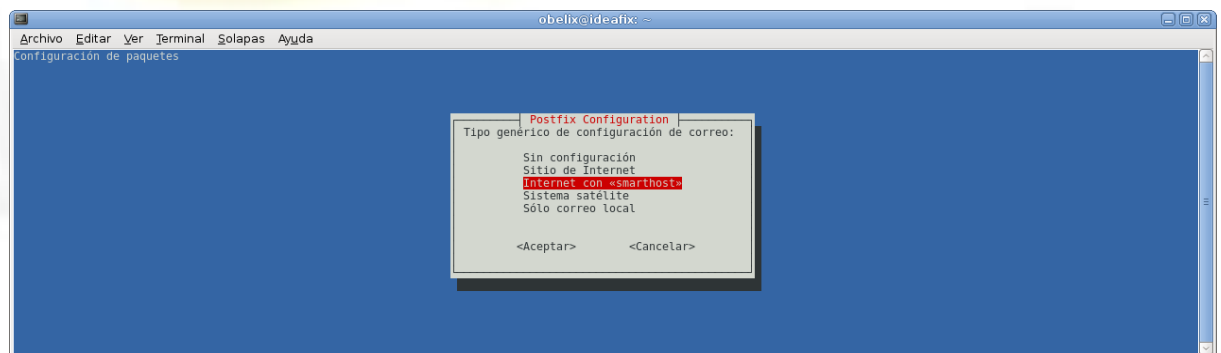 obelix@ideafix: ~
Archivo Editar Ver Terminal Solapas Ayuda
Configuración de paquetes
Postfix Configuration
Tipo genérico de configuración de correo:
Sin configuración
Sitio de Internet
Internet con «smarthost»
Sistema satélite
Sólo correo local
<Aceptar> <Cancelar>